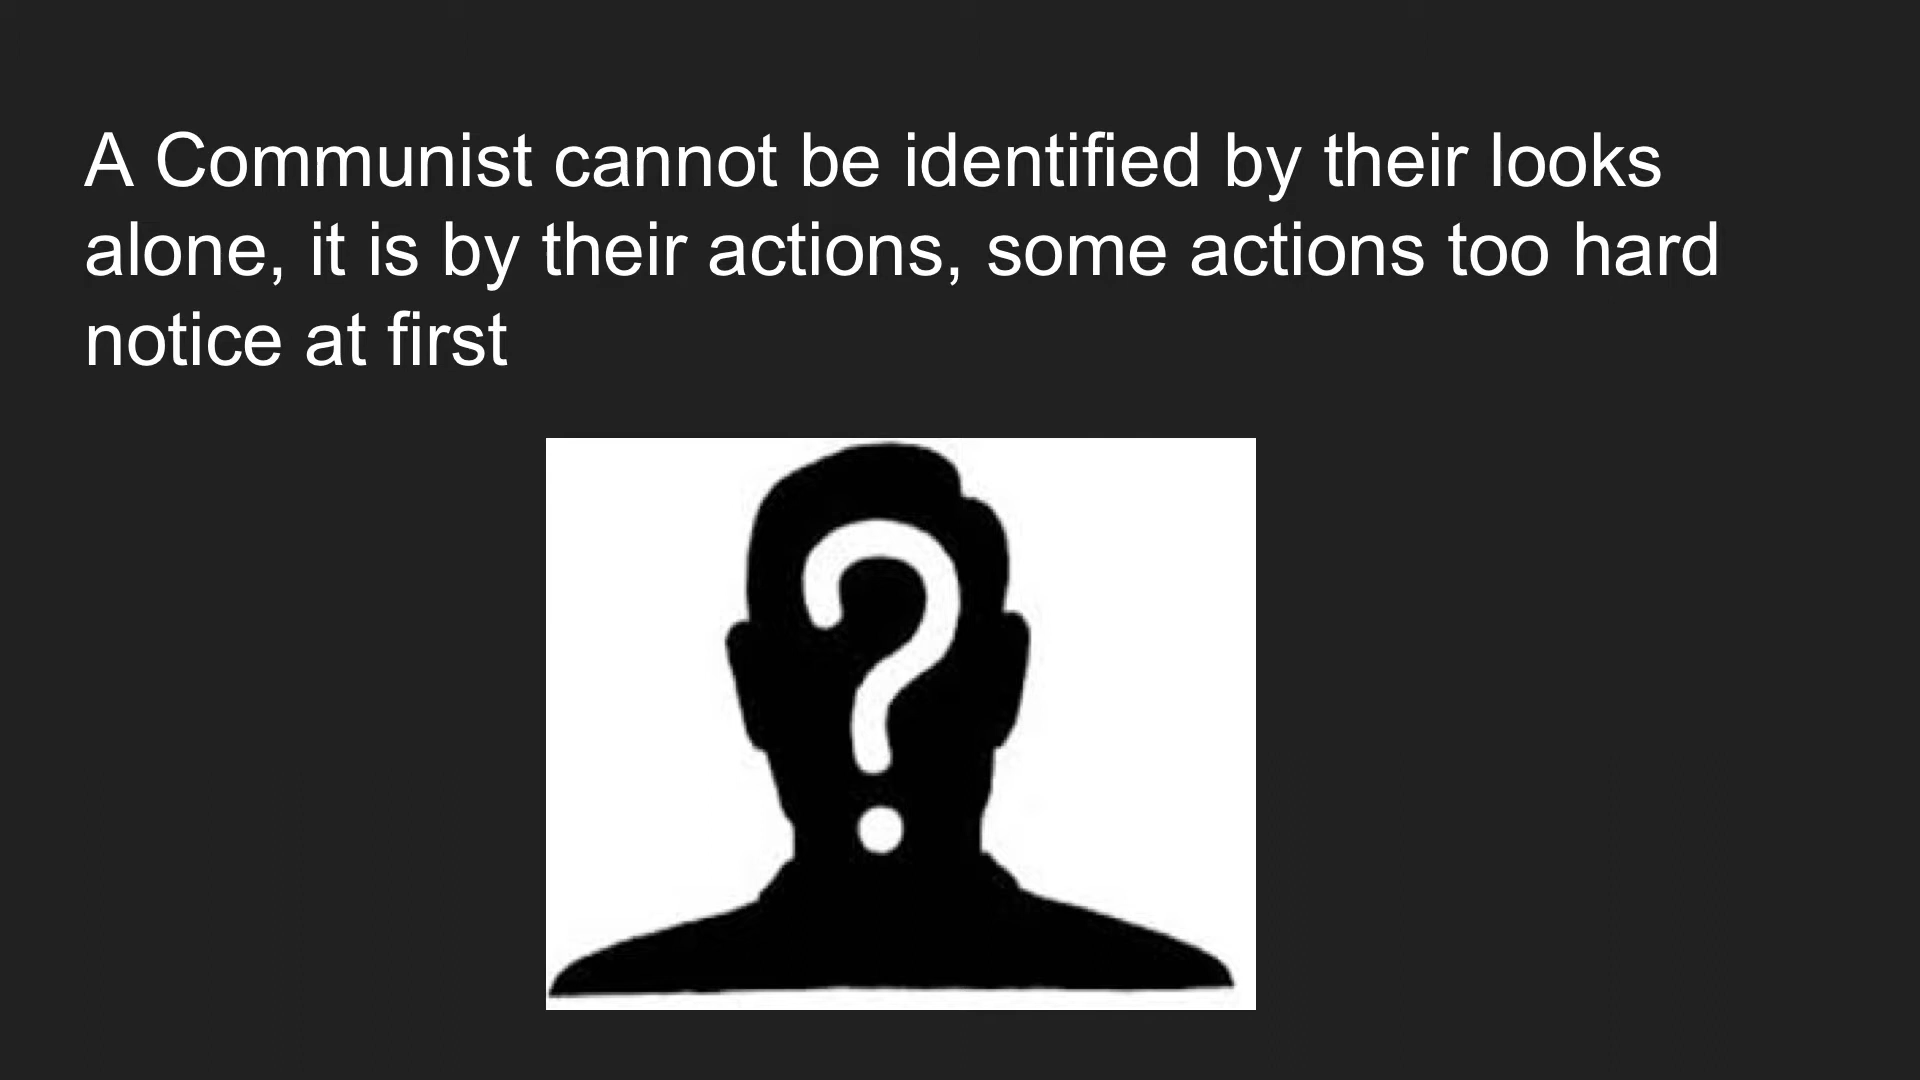 A Communist cannot be identified by their looks
alone, it is by their actions, some actions too hard
notice at first
?